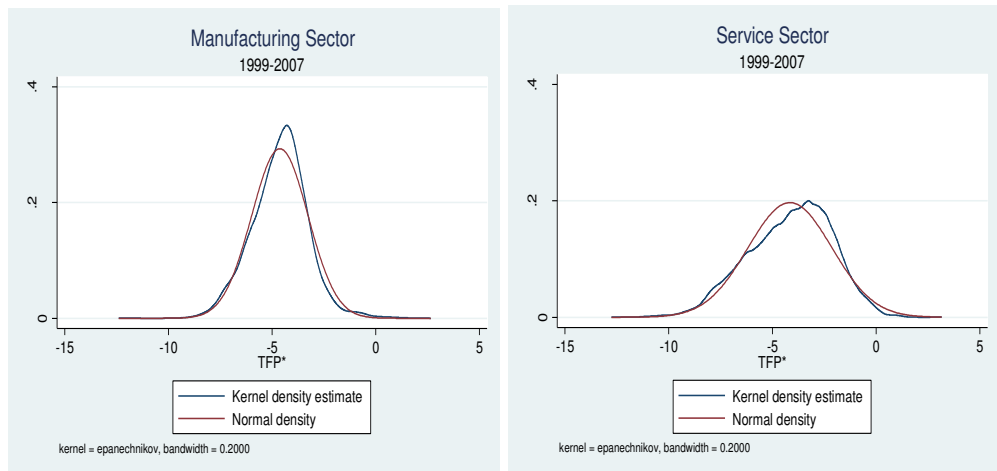 Manufacturing Sector
1999-2007
.4
.2
0
-15 -10 -5 0 5
TFP*
Kernel density estimate
Normal density
kernel = epanechnikov, bandwidth = 0.2000
Service Sector
1999-2007
.4
.2
0
-15 -10 -5 0 5
TFP*
Kernel density estimate
Normal density
kernel = epanechnikov, bandwidth = 0.2000